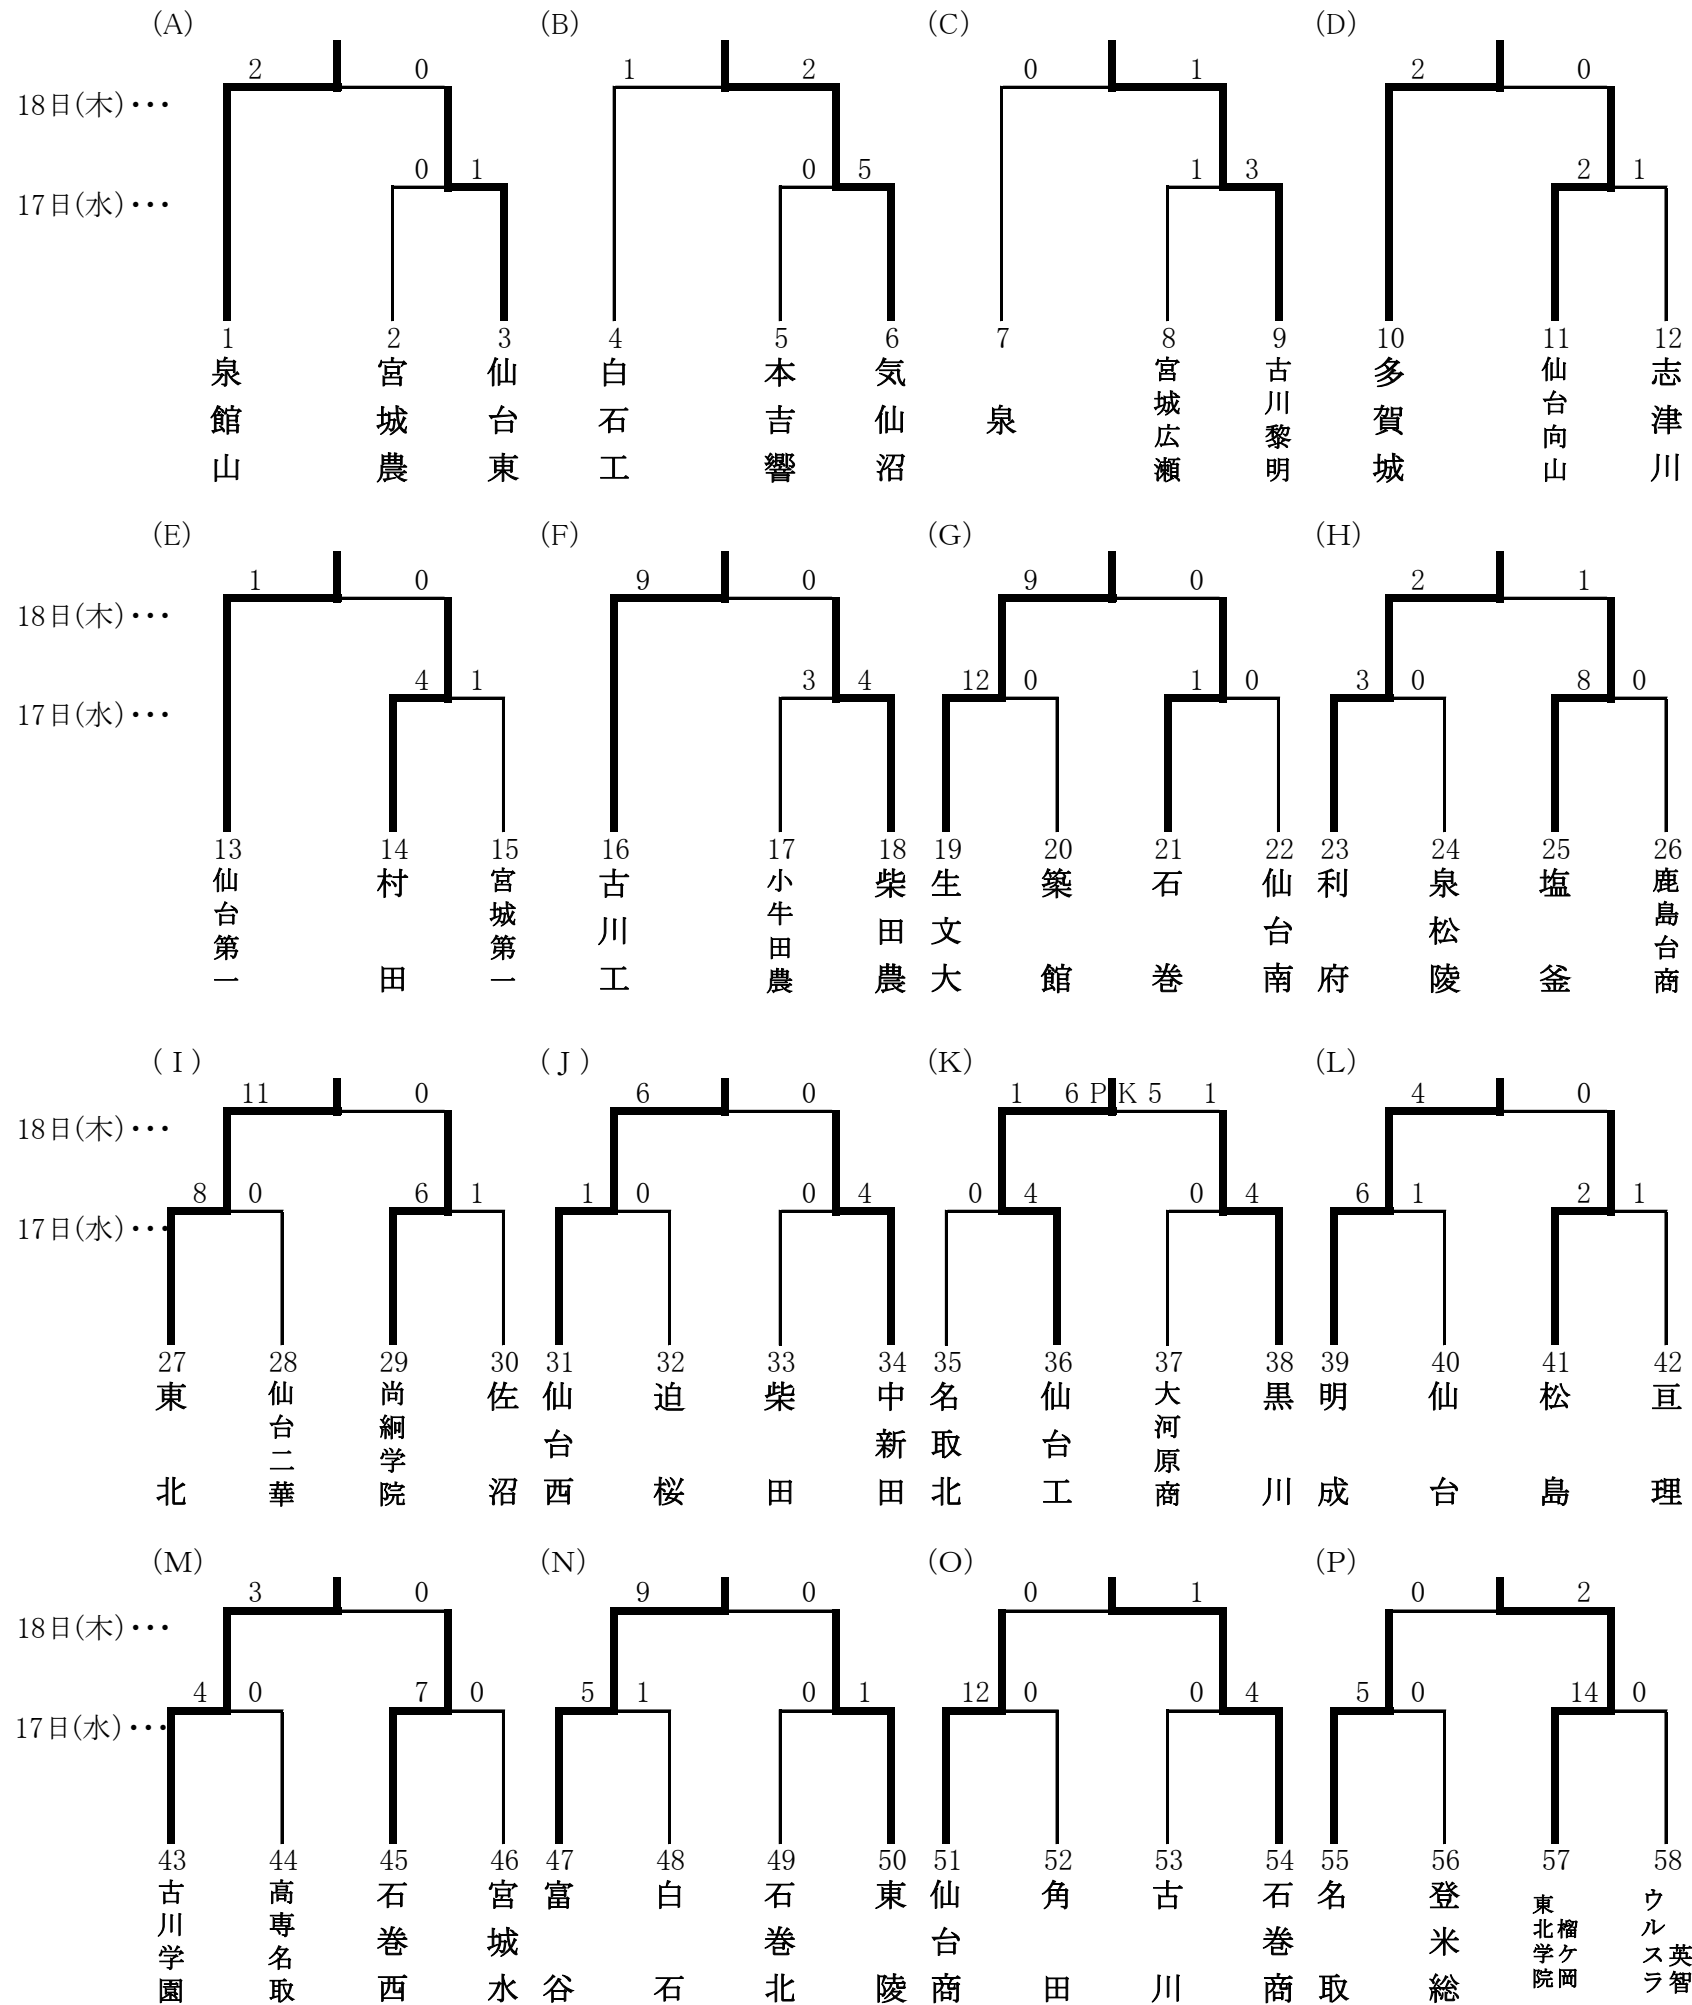 (A) (B) (C) (D)
2 0 1 2 0 1 2 0
18日(木)・・・
0 1 0 5 1 3 2 1
17日(水)・・・
1 2 3 4 5 6 7 8 9 10 11 12
泉館山 宮城農 仙台東 白石工 本吉響 気仙沼 泉 宮城広瀬 古川黎明 多賀城 仙台向山 志津川
(E) (F) (G) (H)
1 0 9 0 9 0 2 1
18日(木)・・・
4 1 3 4 12 0 1 0 3 0 8 0
17日(水)・・・
13 14 15 16 17 18 19 20 21 22 23 24 25 26
仙台第一 村田 宮城第一 古川工 小牛田農 柴田農 生文大 築館 石巻 仙台南 利府 泉松陵 塩釜 鹿島台商
(I) (J) (K) (L)
11 0 6 0 1 6 PK 5 1 4 0
18日(木)・・・
8 0 6 1 1 0 0 4 0 4 0 4 6 1 2 1
17日(水)・・・
27 28 29 30 31 32 33 34 35 36 37 38 39 40 41 42
東北 仙台二華 尚絅学院 佐沼 仙台西 迫桜 柴田 中新田 名取北 仙台工 大河原商 黒川 明成 仙台 松島 亘理
(M) (N) (O) (P)
3 0 9 0 0 1 0 2
18日(木)・・・
4 0 7 0 5 1 0 1 12 0 0 4 5 0 14 0
17日(水)・・・
43 44 45 46 47 48 49 50 51 52 53 54 55 56 57 58
古川学園 高専名取 石巻西 宮城水 富谷 白石 石巻北 東陵 仙台商 角田 古川 石巻商 名取 登米総 東北学院榴ケ岡 ウルスラ英智